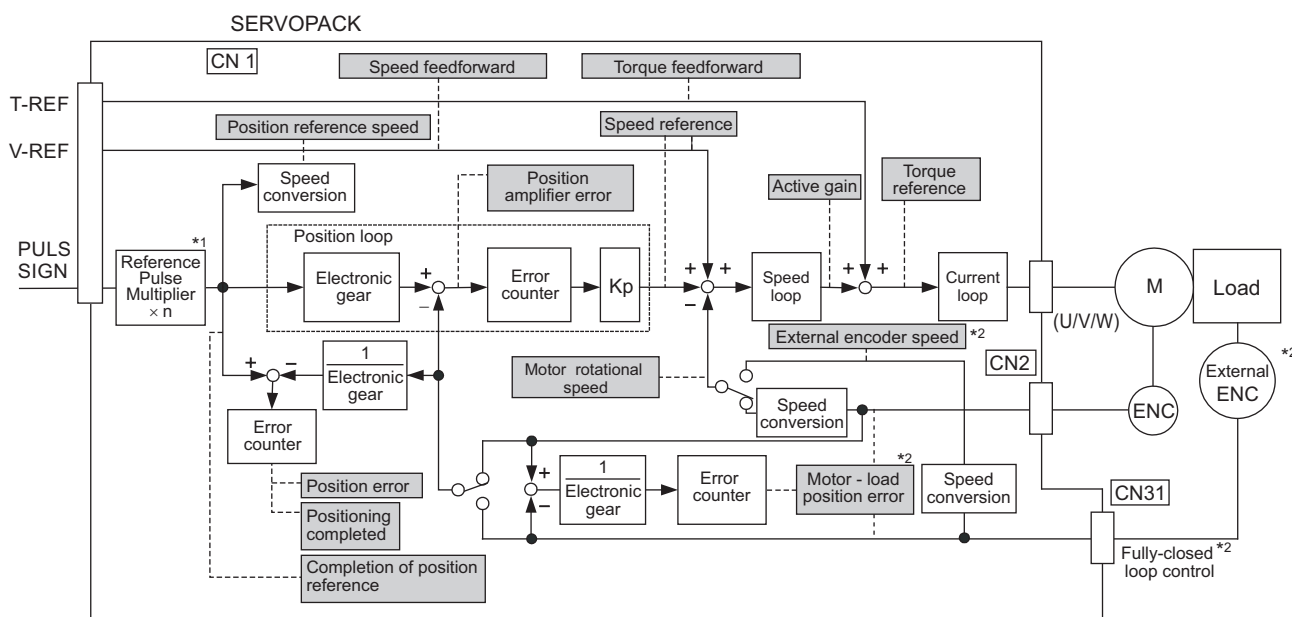 SERVOPACK
CN 1
Speed feedforward
Torque feedforward
T-REF
Position reference speed
Speed reference
V-REF
Speed
conversion
Position
amplifier error
Active gain
Torque
reference
PULS
SIGN
*1
Reference
Pulse
Multiplier
× n
Position loop
Electronic
gear
+
−
Error
counter
Kp
+
+
−
Speed
loop
+
+
Current
loop
M
Load
(U/V/W)
External encoder speed
*2
CN2
*2
External
ENC
+
−
1
Electronic
gear
Motor rotational
speed
Speed
conversion
ENC
Error
counter
*2
+
−
1
Electronic
gear
Error
counter
Motor - load
position error
Speed
conversion
CN31
Position error
Positioning
completed
Completion of position
reference
Fully-closed
loop control
*2